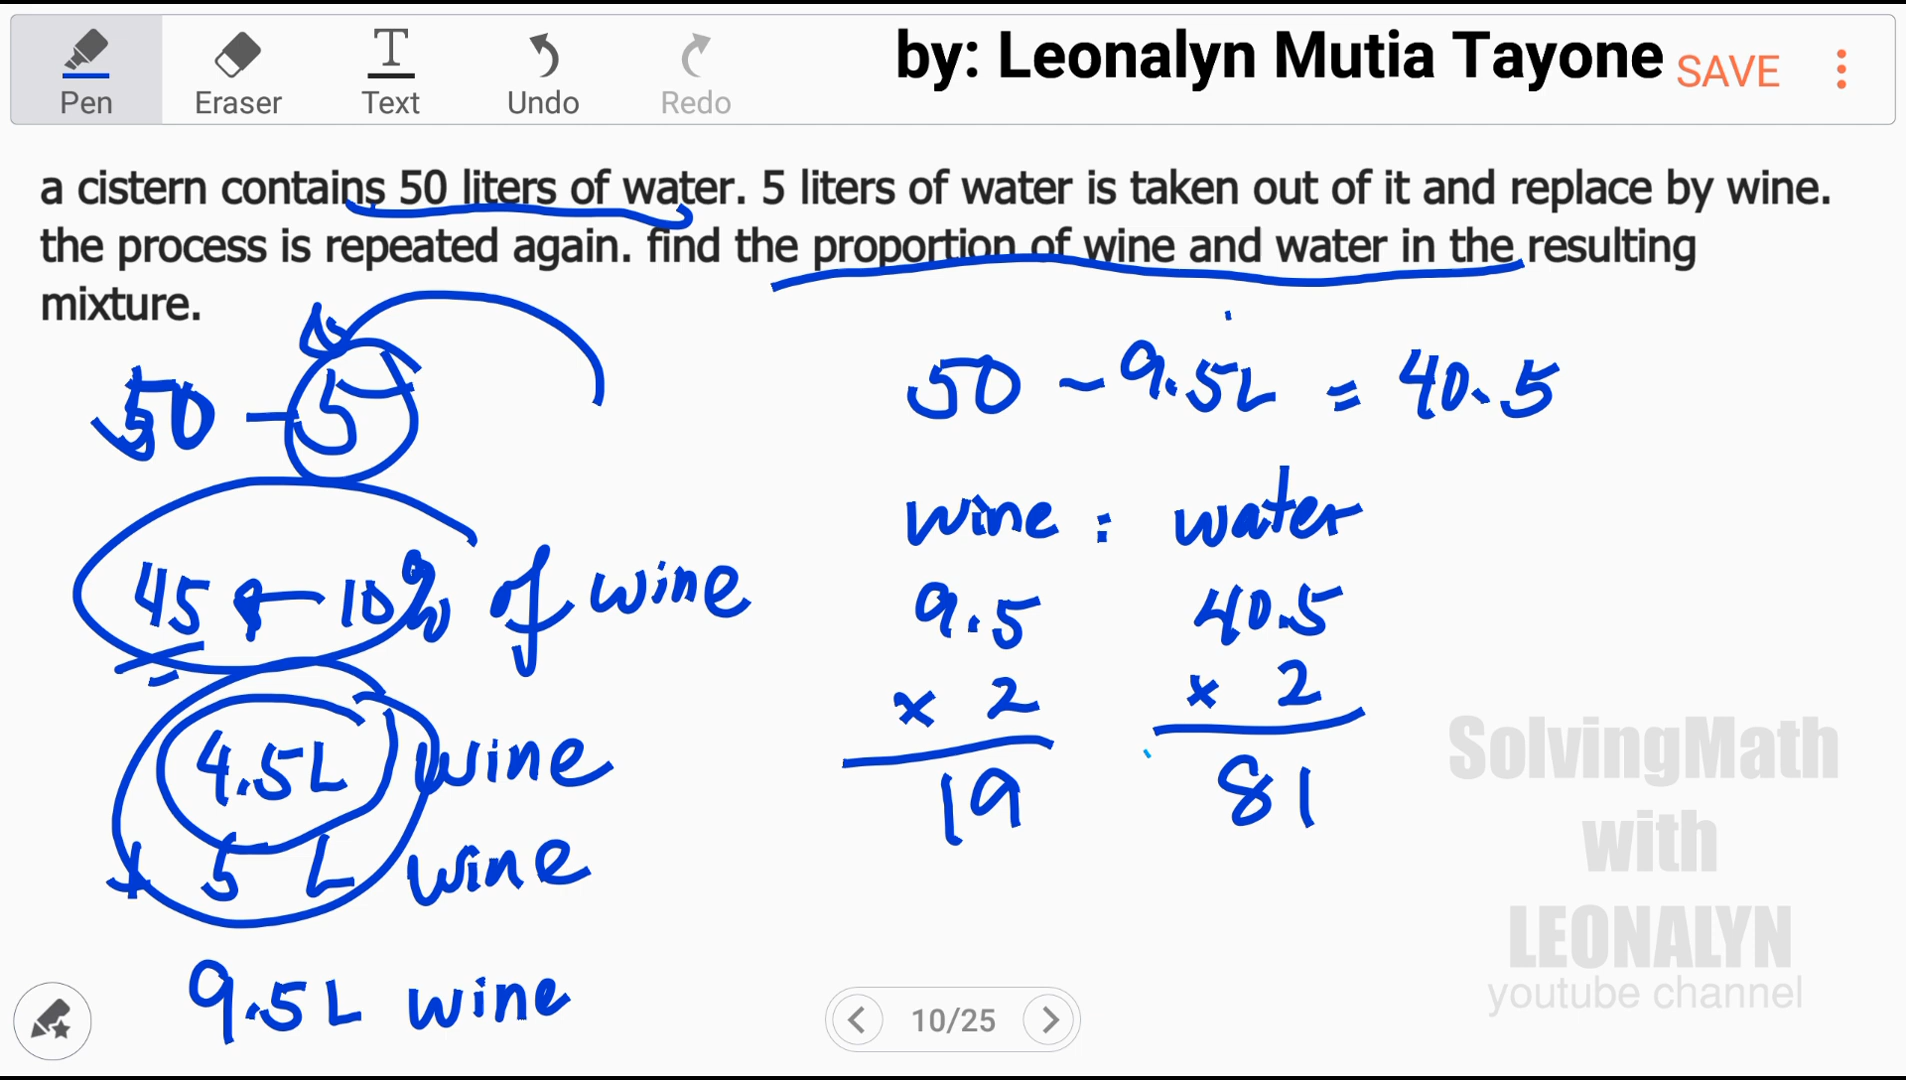 by: Leonalyn Mutia Tayone
Pen Eraser Text Undo Redo SAVE
a cistern contains 50 liters of water. 5 liters of water is taken out of it and replace by wine.
the process is repeated again. find the proportion of wine and water in the resulting
mixture.
50 - 5
45 ← 10% of wine
4.5L wine
+ 5 L wine
9.5L wine
50 - 9.5L = 40.5
wine : water
9.5 40.5
x 2 x 2
19 81
SolvingMath
with
LEONALYN
youtube channel
10/25